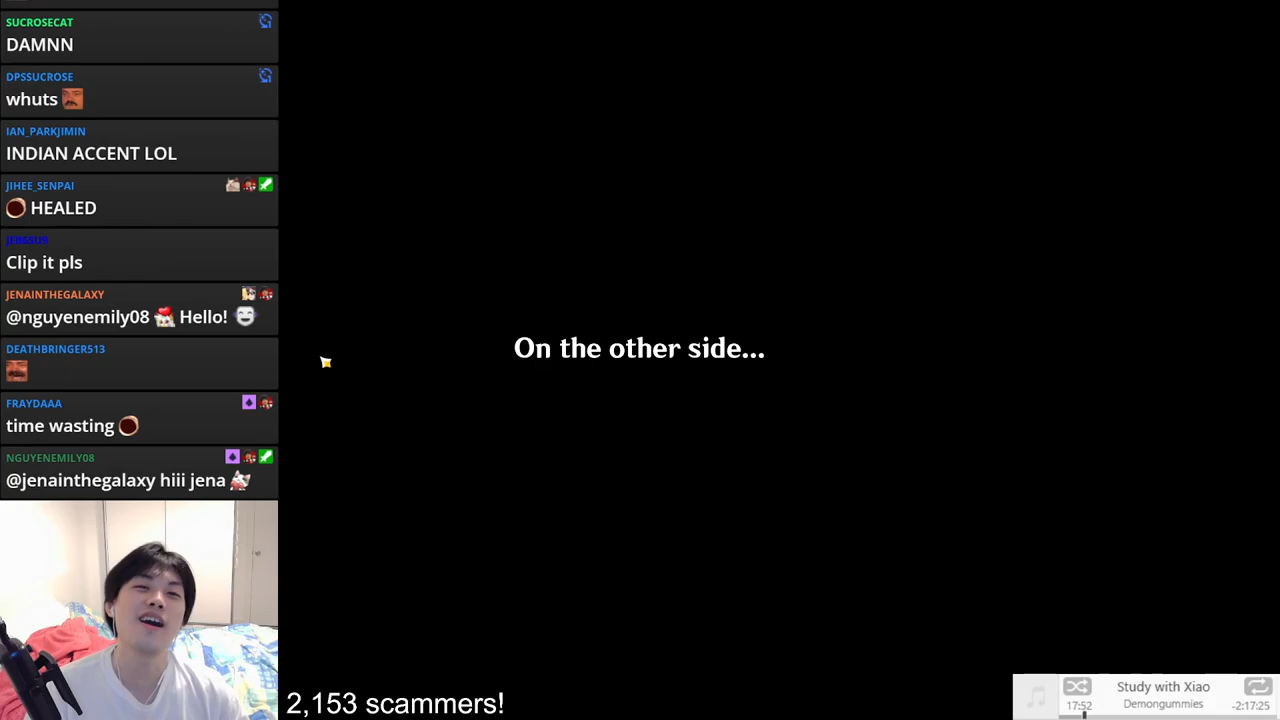 SUCROSECAT
DAMNN
DPSSUCROSE
whuts
IAN_PARKJIMIN
INDIAN ACCENT LOL
JIHEE_SENPAI
HEALED
Clip it pls
JENAINTHEGALAXY
@nguyenemily08 Hello!
DEATHBRINGER513
FRAYDAAA
time wasting
NGUYENEMILY08
@jenainthegalaxy hiii jena
On the other side...
2,153 scammers!
Study with Xiao
Demongummies
17:52
-2:17:25